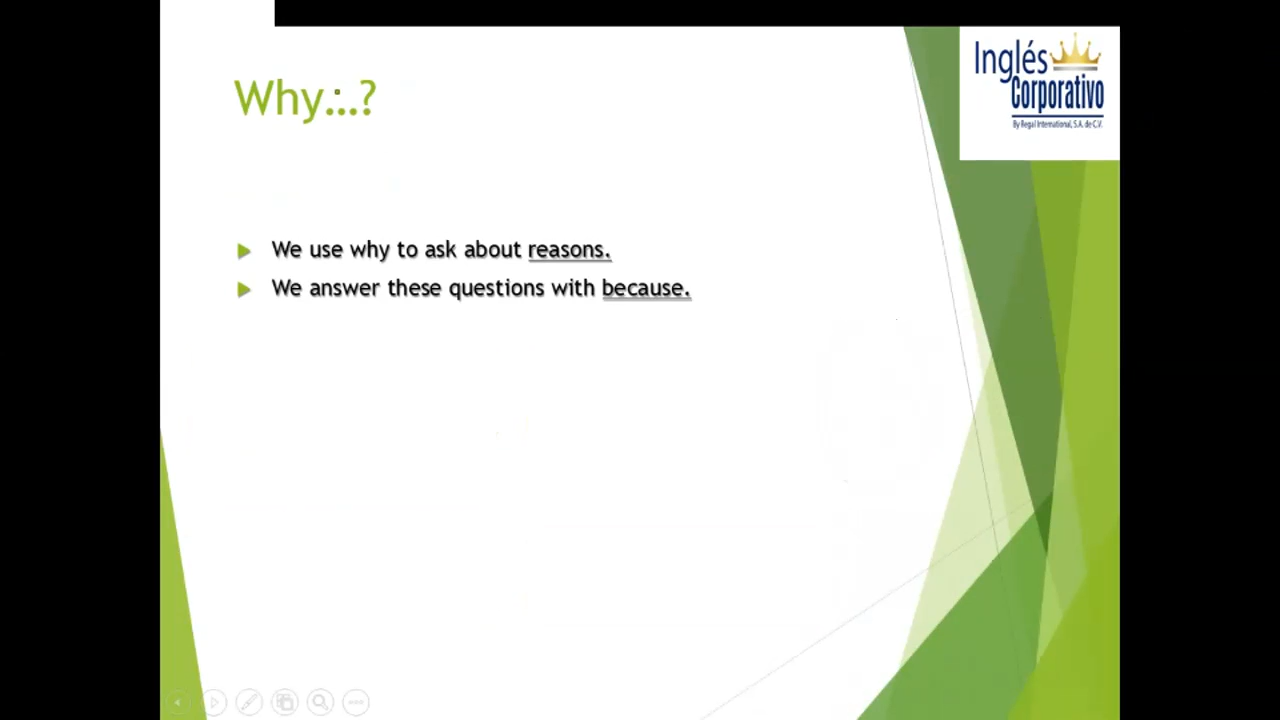 Why...?
Inglés
Corporativo
By Regal International, S.A. de C.V.
We use why to ask about reasons.
We answer these questions with because.